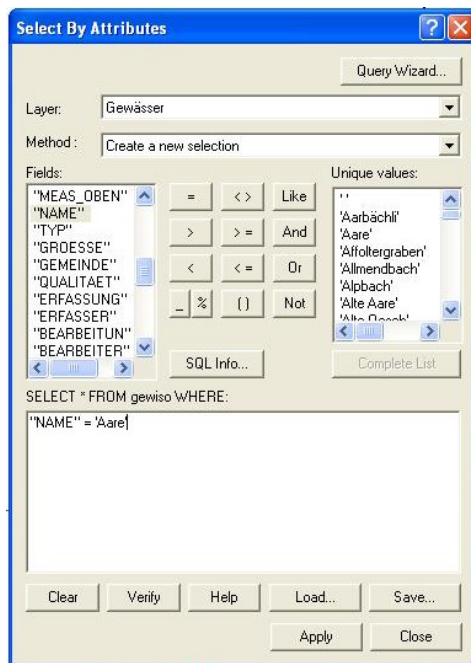 Select By Attributes
Query Wizard...
Layer: Gewässer
Method : Create a new selection
Fields: Unique values:
"MEAS_OBEN"
"NAME"
"TYP"
"GROESSE"
"GEMEINDE"
"QUALITAET"
"ERFASSUNG"
"ERFASSER"
"BEARBEITUN"
"BEARBEITER"
= < > Like
> > = And
< < = Or
_ % ( ) Not
' '
'Aarbächli'
'Aare'
'Affoltergraben'
'Allmendbach'
'Alpbach'
'Alte Aare'
SQL Info... Complete List
SELECT * FROM gewiso WHERE:
"NAME" = 'Aare'
Clear Verify Help Load... Save...
Apply Close